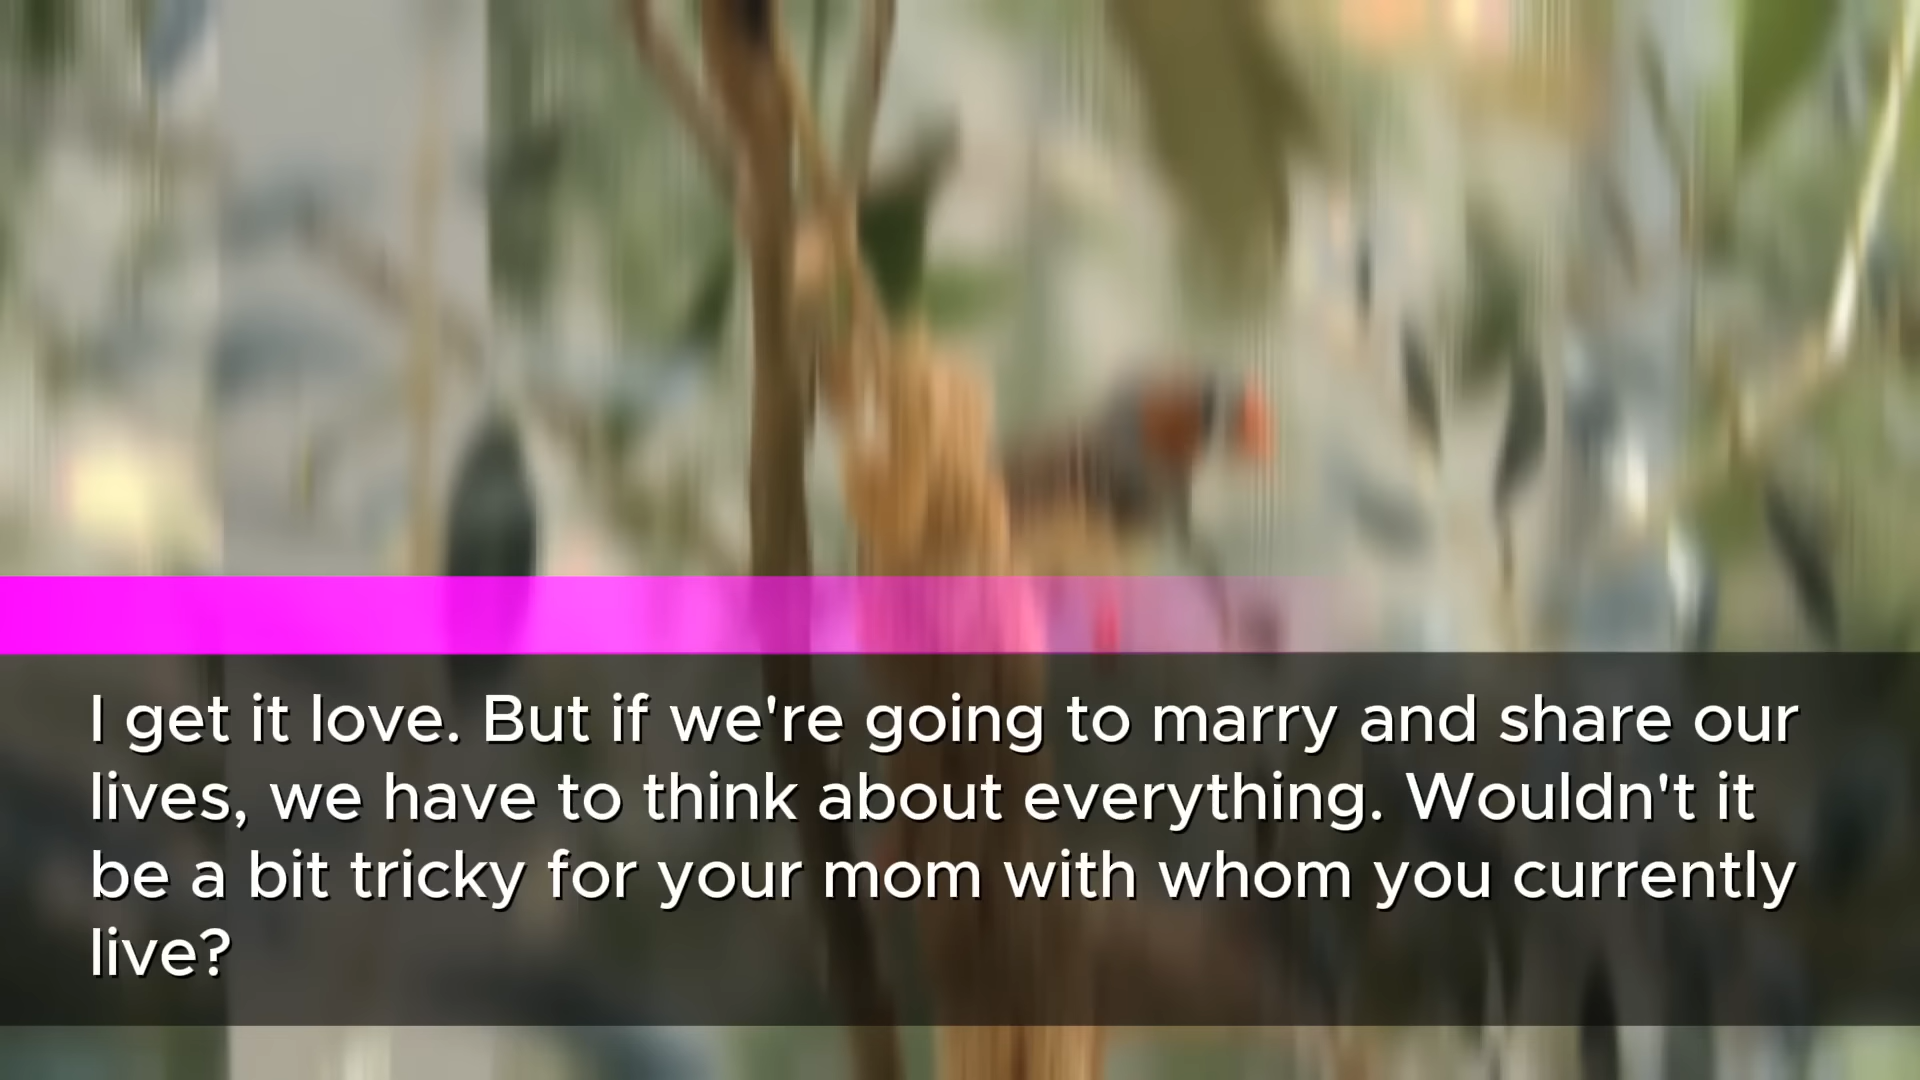 I get it love. But if we're going to marry and share our
lives, we have to think about everything. Wouldn't it
be a bit tricky for your mom with whom you currently
live?